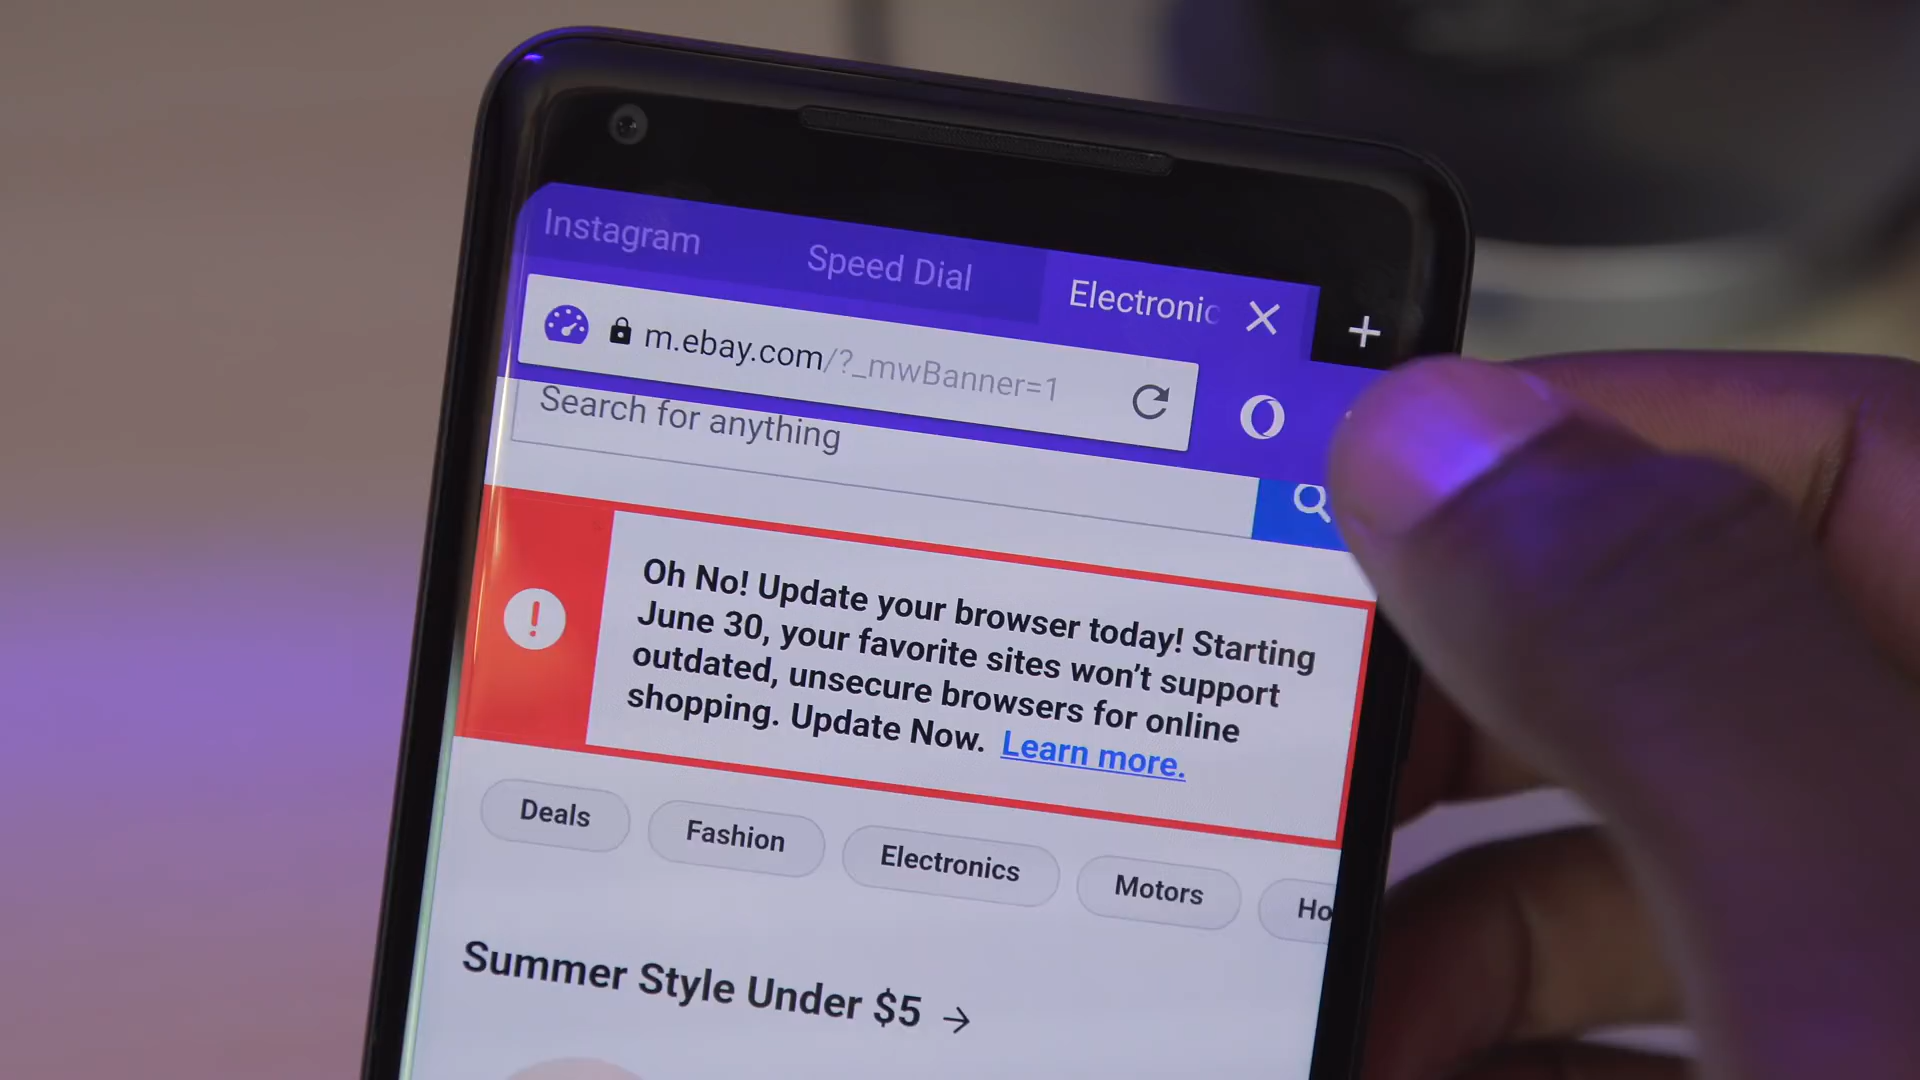 Instagram
Speed Dial
Electronic
m.ebay.com/?_mwBanner=1
Search for anything
Oh No! Update your browser today! Starting
June 30, your favorite sites won't support
outdated, unsecure browsers for online
shopping. Update Now. Learn more.
Deals
Fashion
Electronics
Motors
Ho
Summer Style Under $5 →